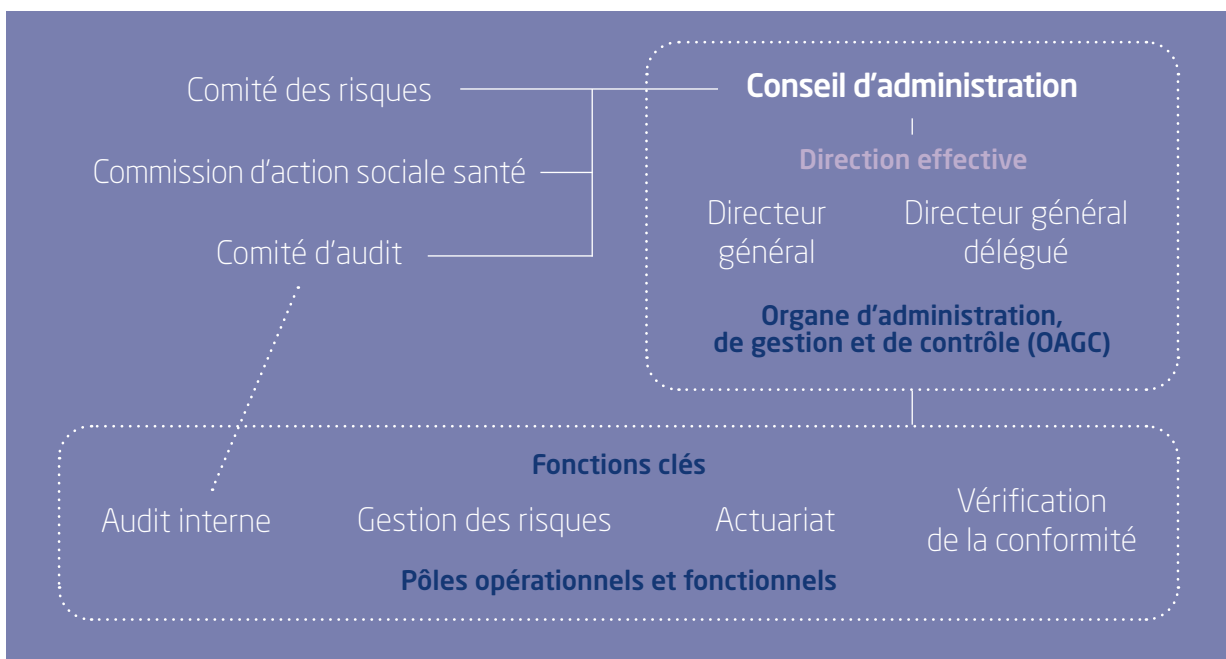 Comité des risques
Commission d’action sociale santé
Comité d’audit
Conseil d’administration
Direction effective
Directeur
général
Directeur général
délégué
Organe d’administration,
de gestion et de contrôle (OAGC)
Fonctions clés
Audit interne
Gestion des risques
Actuariat
Vérification
de la conformité
Pôles opérationnels et fonctionnels